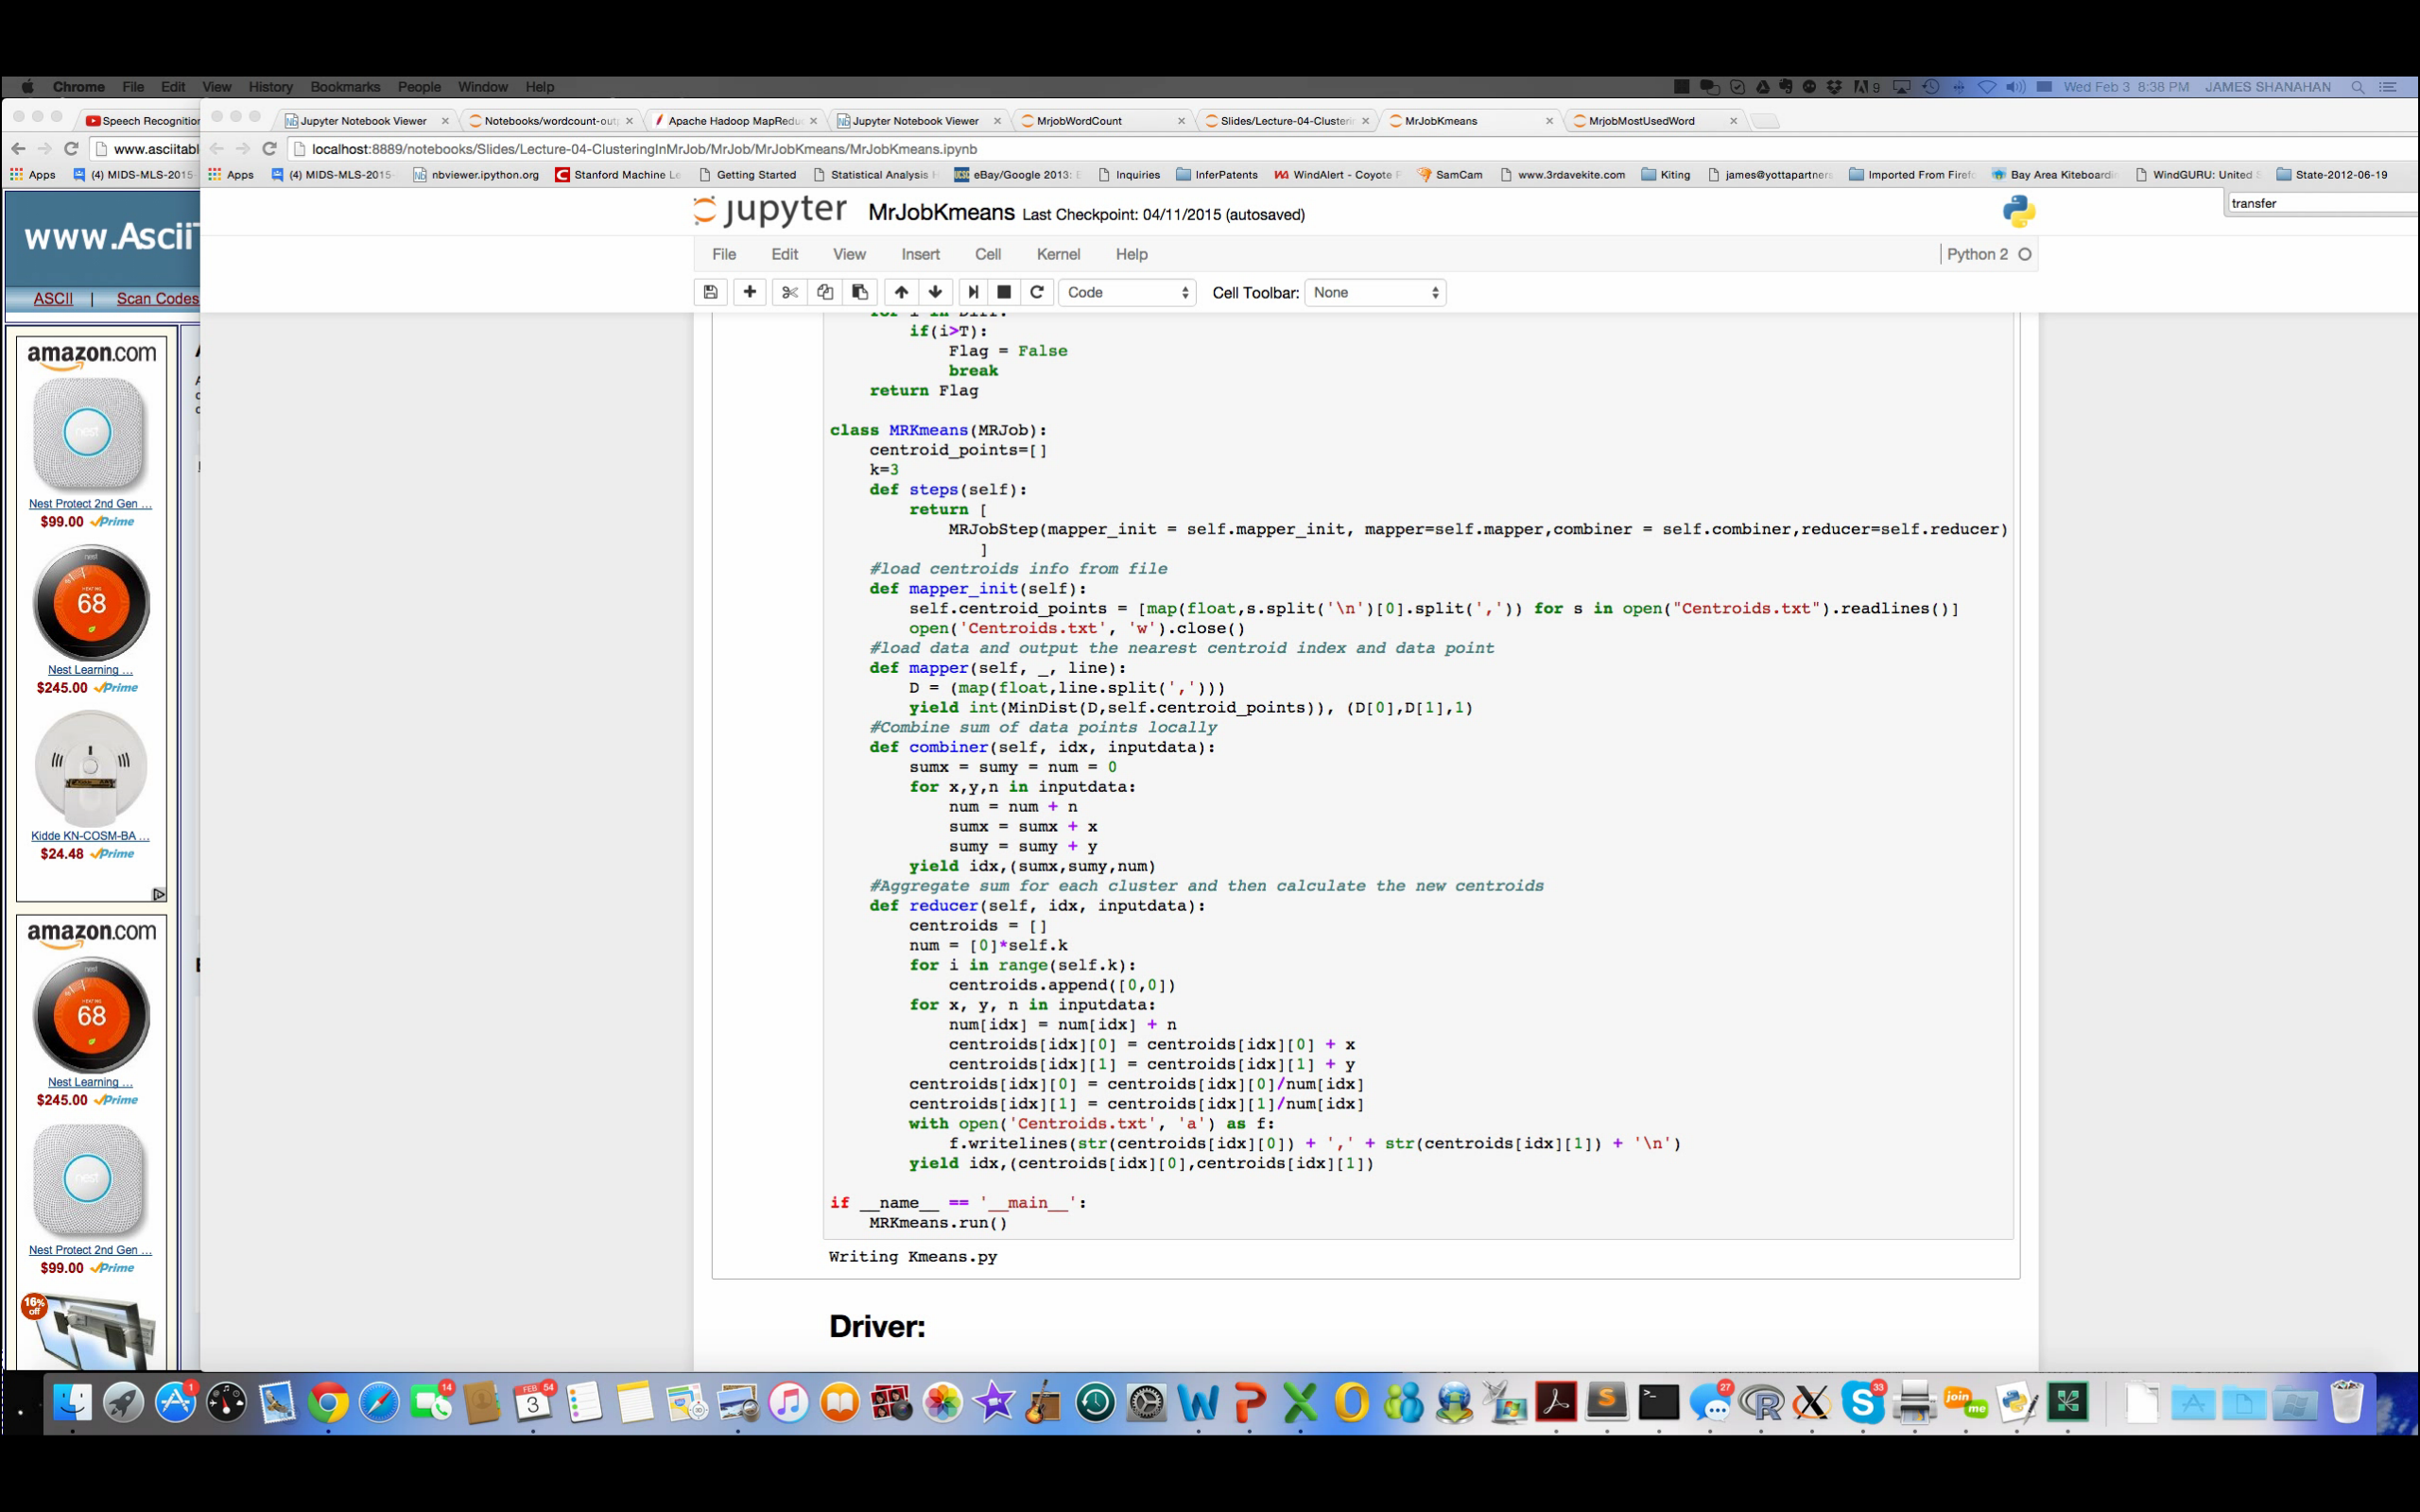 Chrome File Edit View History Bookmarks People Window Help
9 Wed Feb 3 8:38 PM JAMES SHANAHAN
Speech Recognition
Jupyter Notebook Viewer
Notebooks/wordcount-out
Apache Hadoop MapRedu
Jupyter Notebook Viewer
MrjobWordCount
Slides/Lecture-04-Clusterin
MrJobKmeans
MrjobMostUsedWord
www.asciitabl
localhost:8889/notebooks/Slides/Lecture-04-ClusteringInMrJob/MrJob/MrJobKmeans/MrJobKmeans.ipynb
Apps (4) MIDS-MLS-2015-
Apps (4) MIDS-MLS-2015- nbviewer.ipython.org Stanford Machine Le Getting Started Statistical Analysis eBay/Google 2013: Inquiries InferPatents WindAlert - Coyote P SamCam www.3rdavekite.com Kiting james@yottapartner Imported From Firefo Bay Area Kiteboardi WindGURU: United State-2012-06-19
transfer
jupyter MrJobKmeans Last Checkpoint: 04/11/2015 (autosaved)
File Edit View Insert Cell Kernel Help
Python 2
Code Cell Toolbar: None
for i in Diff:
if(i>T):
Flag = False
break
return Flag
class MRKmeans(MRJob):
centroid_points=[]
k=3
def steps(self):
return [
MRJobStep(mapper_init = self.mapper_init, mapper=self.mapper,combiner = self.combiner,reducer=self.reducer)
]
#load centroids info from file
def mapper_init(self):
self.centroid_points = [map(float,s.split('\n')[0].split(',')) for s in open("Centroids.txt").readlines()]
open('Centroids.txt', 'w').close()
#load data and output the nearest centroid index and data point
def mapper(self, _, line):
D = (map(float,line.split(',')))
yield int(MinDist(D,self.centroid_points)), (D[0],D[1],1)
#Combine sum of data points locally
def combiner(self, idx, inputdata):
sumx = sumy = num = 0
for x,y,n in inputdata:
num = num + n
sumx = sumx + x
sumy = sumy + y
yield idx,(sumx,sumy,num)
#Aggregate sum for each cluster and then calculate the new centroids
def reducer(self, idx, inputdata):
centroids = []
num = [0]*self.k
for i in range(self.k):
centroids.append([0,0])
for x, y, n in inputdata:
num[idx] = num[idx] + n
centroids[idx][0] = centroids[idx][0] + x
centroids[idx][1] = centroids[idx][1] + y
centroids[idx][0] = centroids[idx][0]/num[idx]
centroids[idx][1] = centroids[idx][1]/num[idx]
with open('Centroids.txt', 'a') as f:
f.writelines(str(centroids[idx][0]) + ',' + str(centroids[idx][1]) + '\n')
yield idx,(centroids[idx][0],centroids[idx][1])
if __name__ == '__main__':
MRKmeans.run()
Writing Kmeans.py
Driver:
www.Ascii
ASCII | Scan Codes
amazon.com
nest
Nest Protect 2nd Gen ...
$99.00 Prime
68
Nest Learning ...
$245.00 Prime
Kidde KN-COSM-BA ...
$24.48 Prime
amazon.com
68
Nest Learning ...
$245.00 Prime
nest
Nest Protect 2nd Gen ...
$99.00 Prime
16% off
1
14
FEB 3
54
27
33
join me